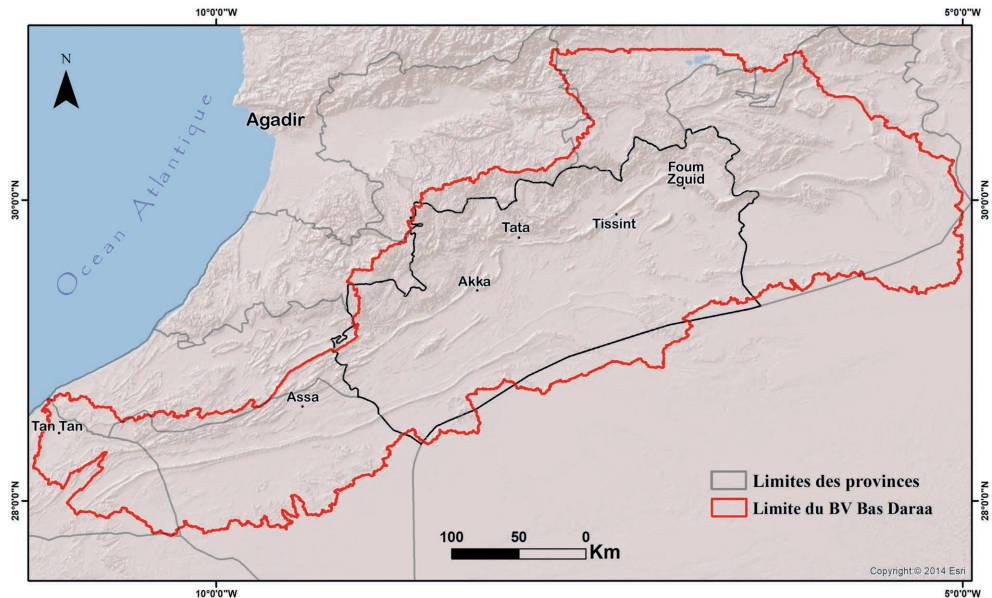 10°0'0"W
5°0'0"W
N
Agadir
Ocean Atlantique
Foum
Zguid
30°0'0"N
30°0'0"N
Tata
Tissint
Akka
Assa
Tan Tan
Limites des provinces
28°0'0"N
28°0'0"N
Limite du BV Bas Daraa
100
50
0
Km
Copyright:© 2014 Esri
10°0'0"W
5°0'0"W